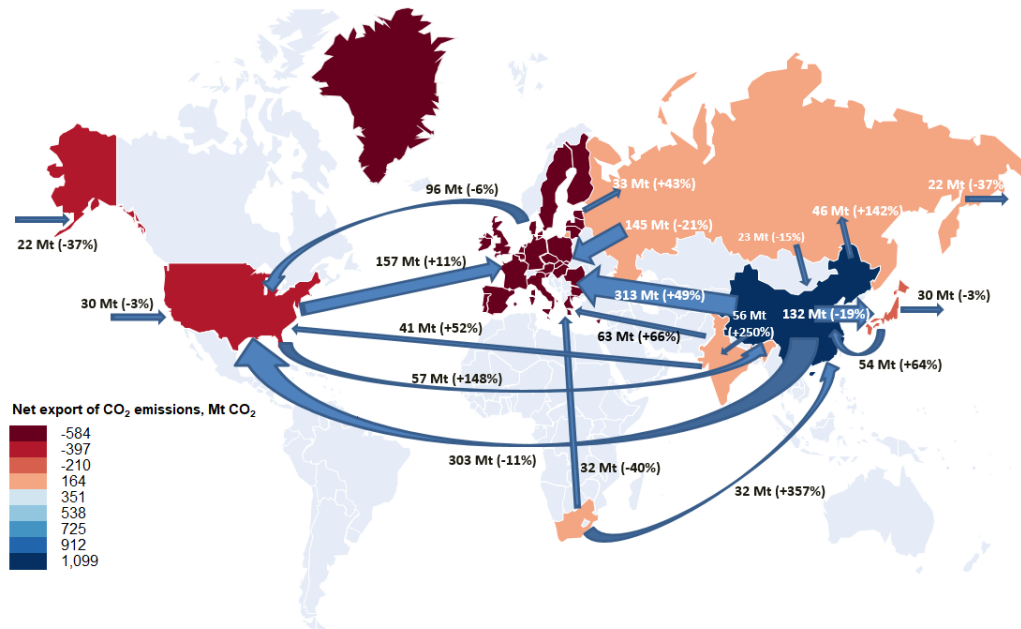 33 Mt (+43%)
22 Mt (-37%)
96 Mt (-6%)
46 Mt (+142%)
145 Mt (-21%)
23 Mt (-15%)
22 Mt (-37%)
157 Mt (+11%)
313 Mt (+49%)
30 Mt (-3%)
30 Mt (-3%)
56 Mt
(+250%)
132 Mt (-19%)
41 Mt (+52%)
63 Mt (+66%)
54 Mt (+64%)
57 Mt (+148%)
Net export of CO₂ emissions, Mt CO₂
-584
-397
-210
164
351
538
725
912
1,099
303 Mt (-11%)
32 Mt (-40%)
32 Mt (+357%)